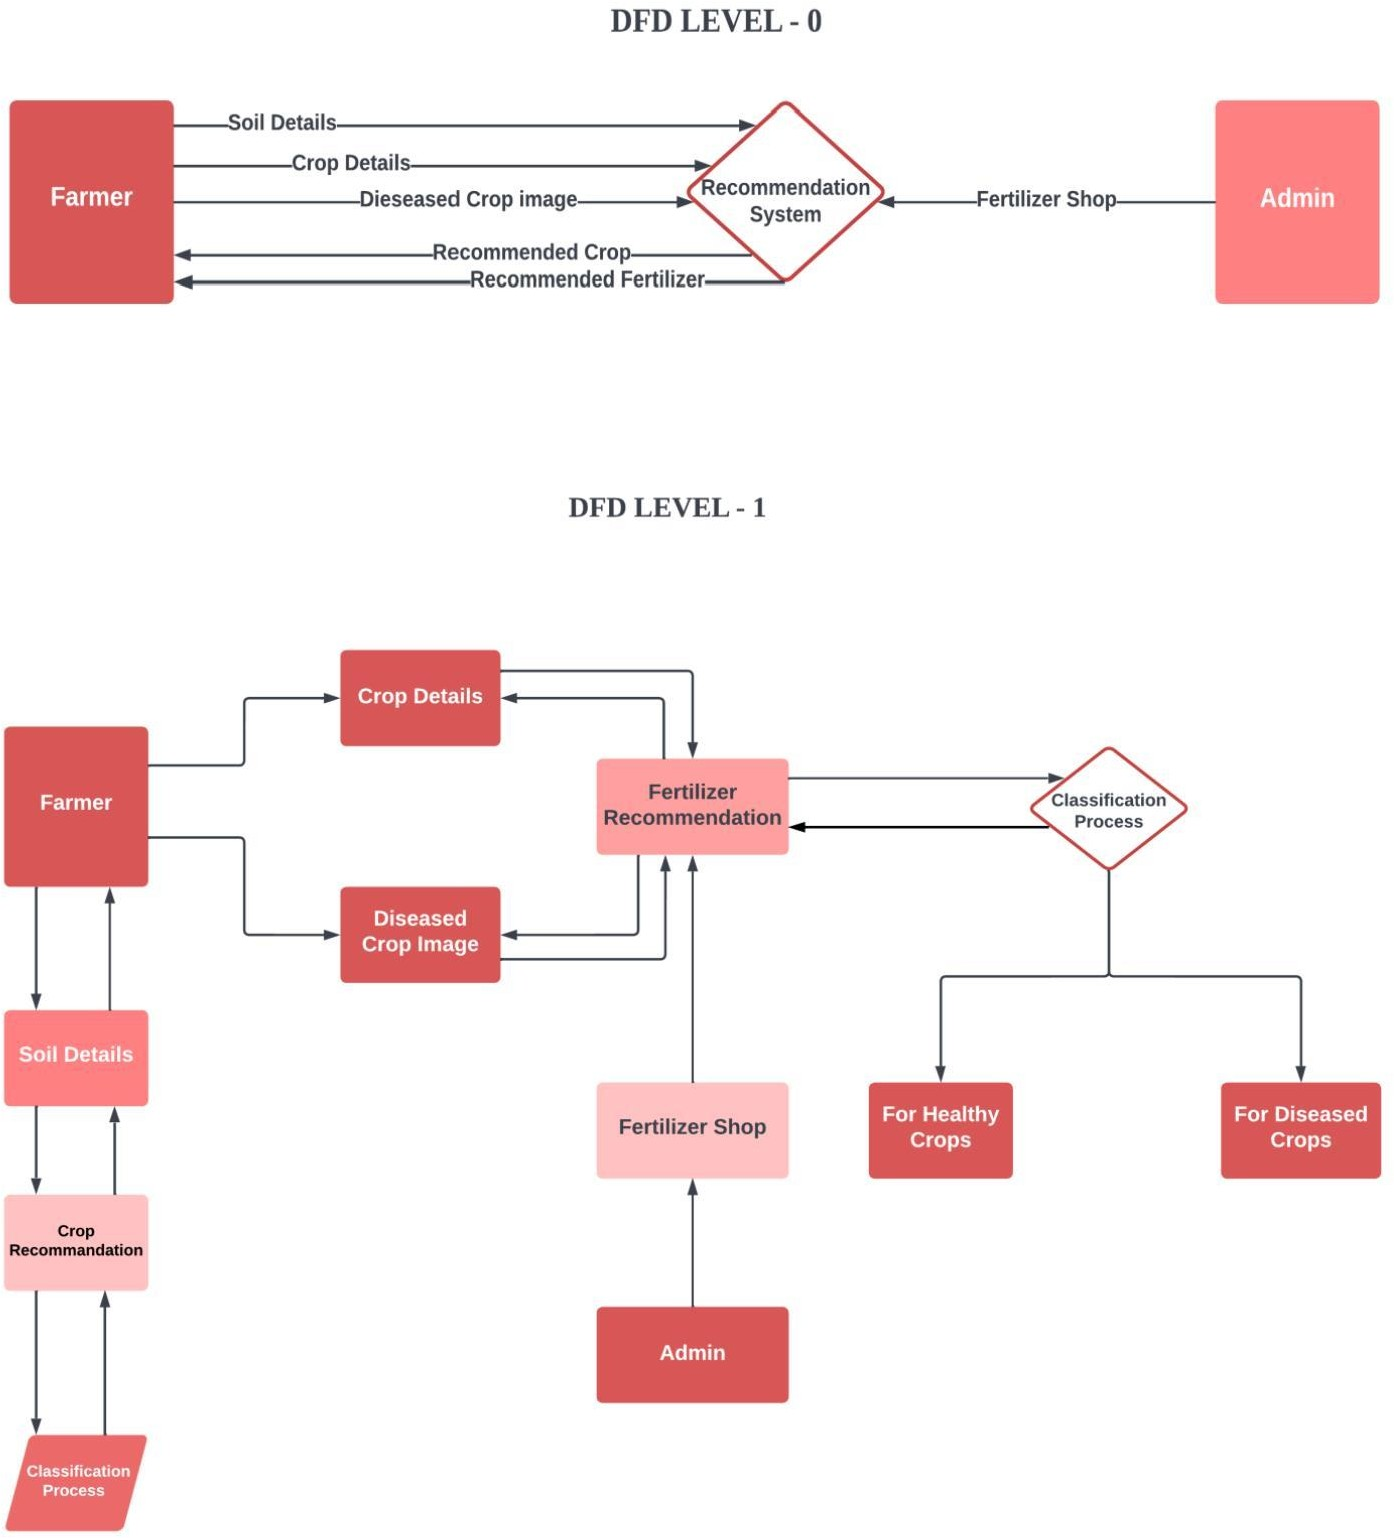 DFD LEVEL - 0
Soil Details
Crop Details
Farmer
Dieseased Crop image
Recommendation
System
Fertilizer Shop
Admin
Recommended Crop
Recommended Fertilizer
DFD LEVEL - 1
Crop Details
Farmer
Fertilizer
Recommendation
Classification
Process
Diseased
Crop Image
Soil Details
Fertilizer Shop
For Healthy
Crops
For Diseased
Crops
Crop
Recommandation
Admin
Classification
Process